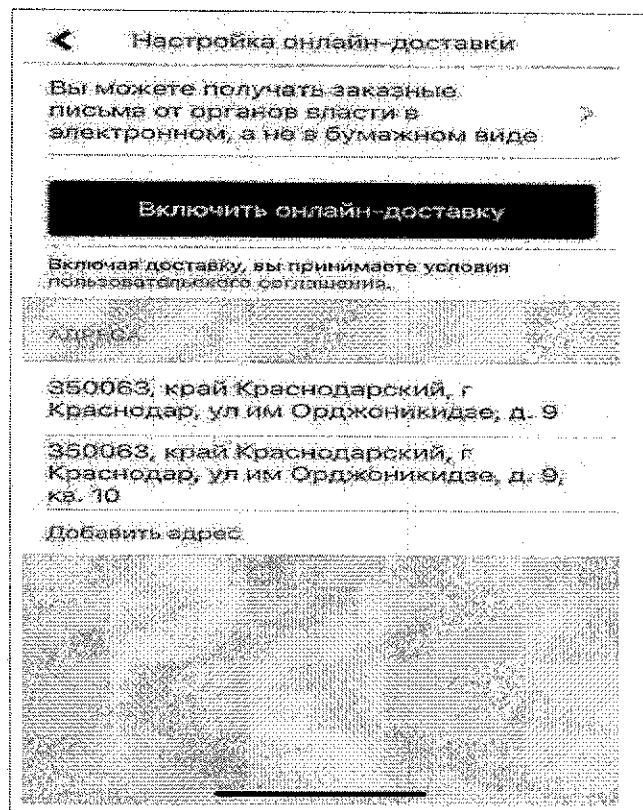 Настройка онлайн-доставки
Вы можете получать заказные
письма от органов власти в
электронном, а не в бумажном виде
Включить онлайн-доставку
Включая доставку, вы принимаете условия
пользовательского соглашения.
АДРЕСА
350063, край Краснодарский, г
Краснодар, ул им Орджоникидзе, д. 9
350063, край Краснодарский, г
Краснодар, ул им Орджоникидзе, д. 9,
кв. 10
Добавить адрес